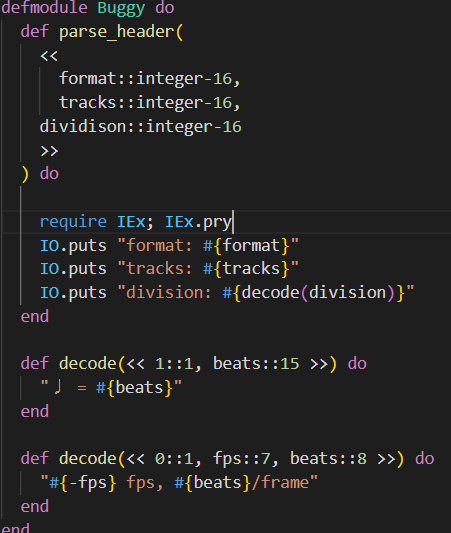 defmodule Buggy do
  def parse_header(
    <<
      format::integer-16,
      tracks::integer-16,
    dividison::integer-16
    >>
  ) do

    require IEx; IEx.pry
    IO.puts "format: #{format}"
    IO.puts "tracks: #{tracks}"
    IO.puts "division: #{decode(division)}"
  end

  def decode(<< 1::1, beats::15 >>) do
    "♩ = #{beats}"
  end

  def decode(<< 0::1, fps::7, beats::8 >>) do
    "#{-fps} fps, #{beats}/frame"
  end
end